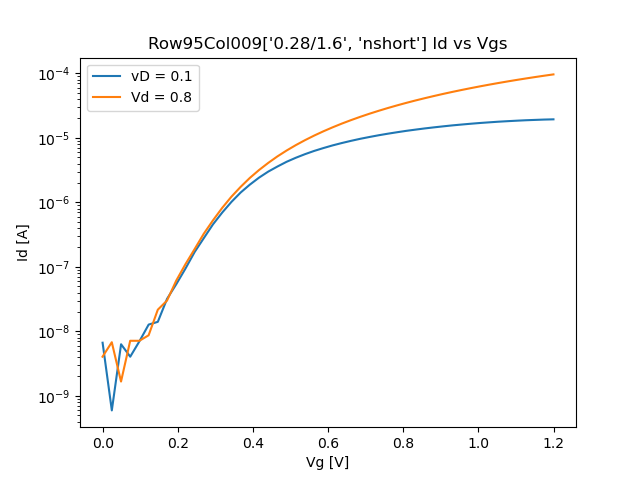 Row95Col009['0.28/1.6', 'nshort'] Id vs Vgs
vD = 0.1
Vd = 0.8
Id [A]
10⁻⁴
10⁻⁵
10⁻⁶
10⁻⁷
10⁻⁸
10⁻⁹
0.0 0.2 0.4 0.6 0.8 1.0 1.2
Vg [V]